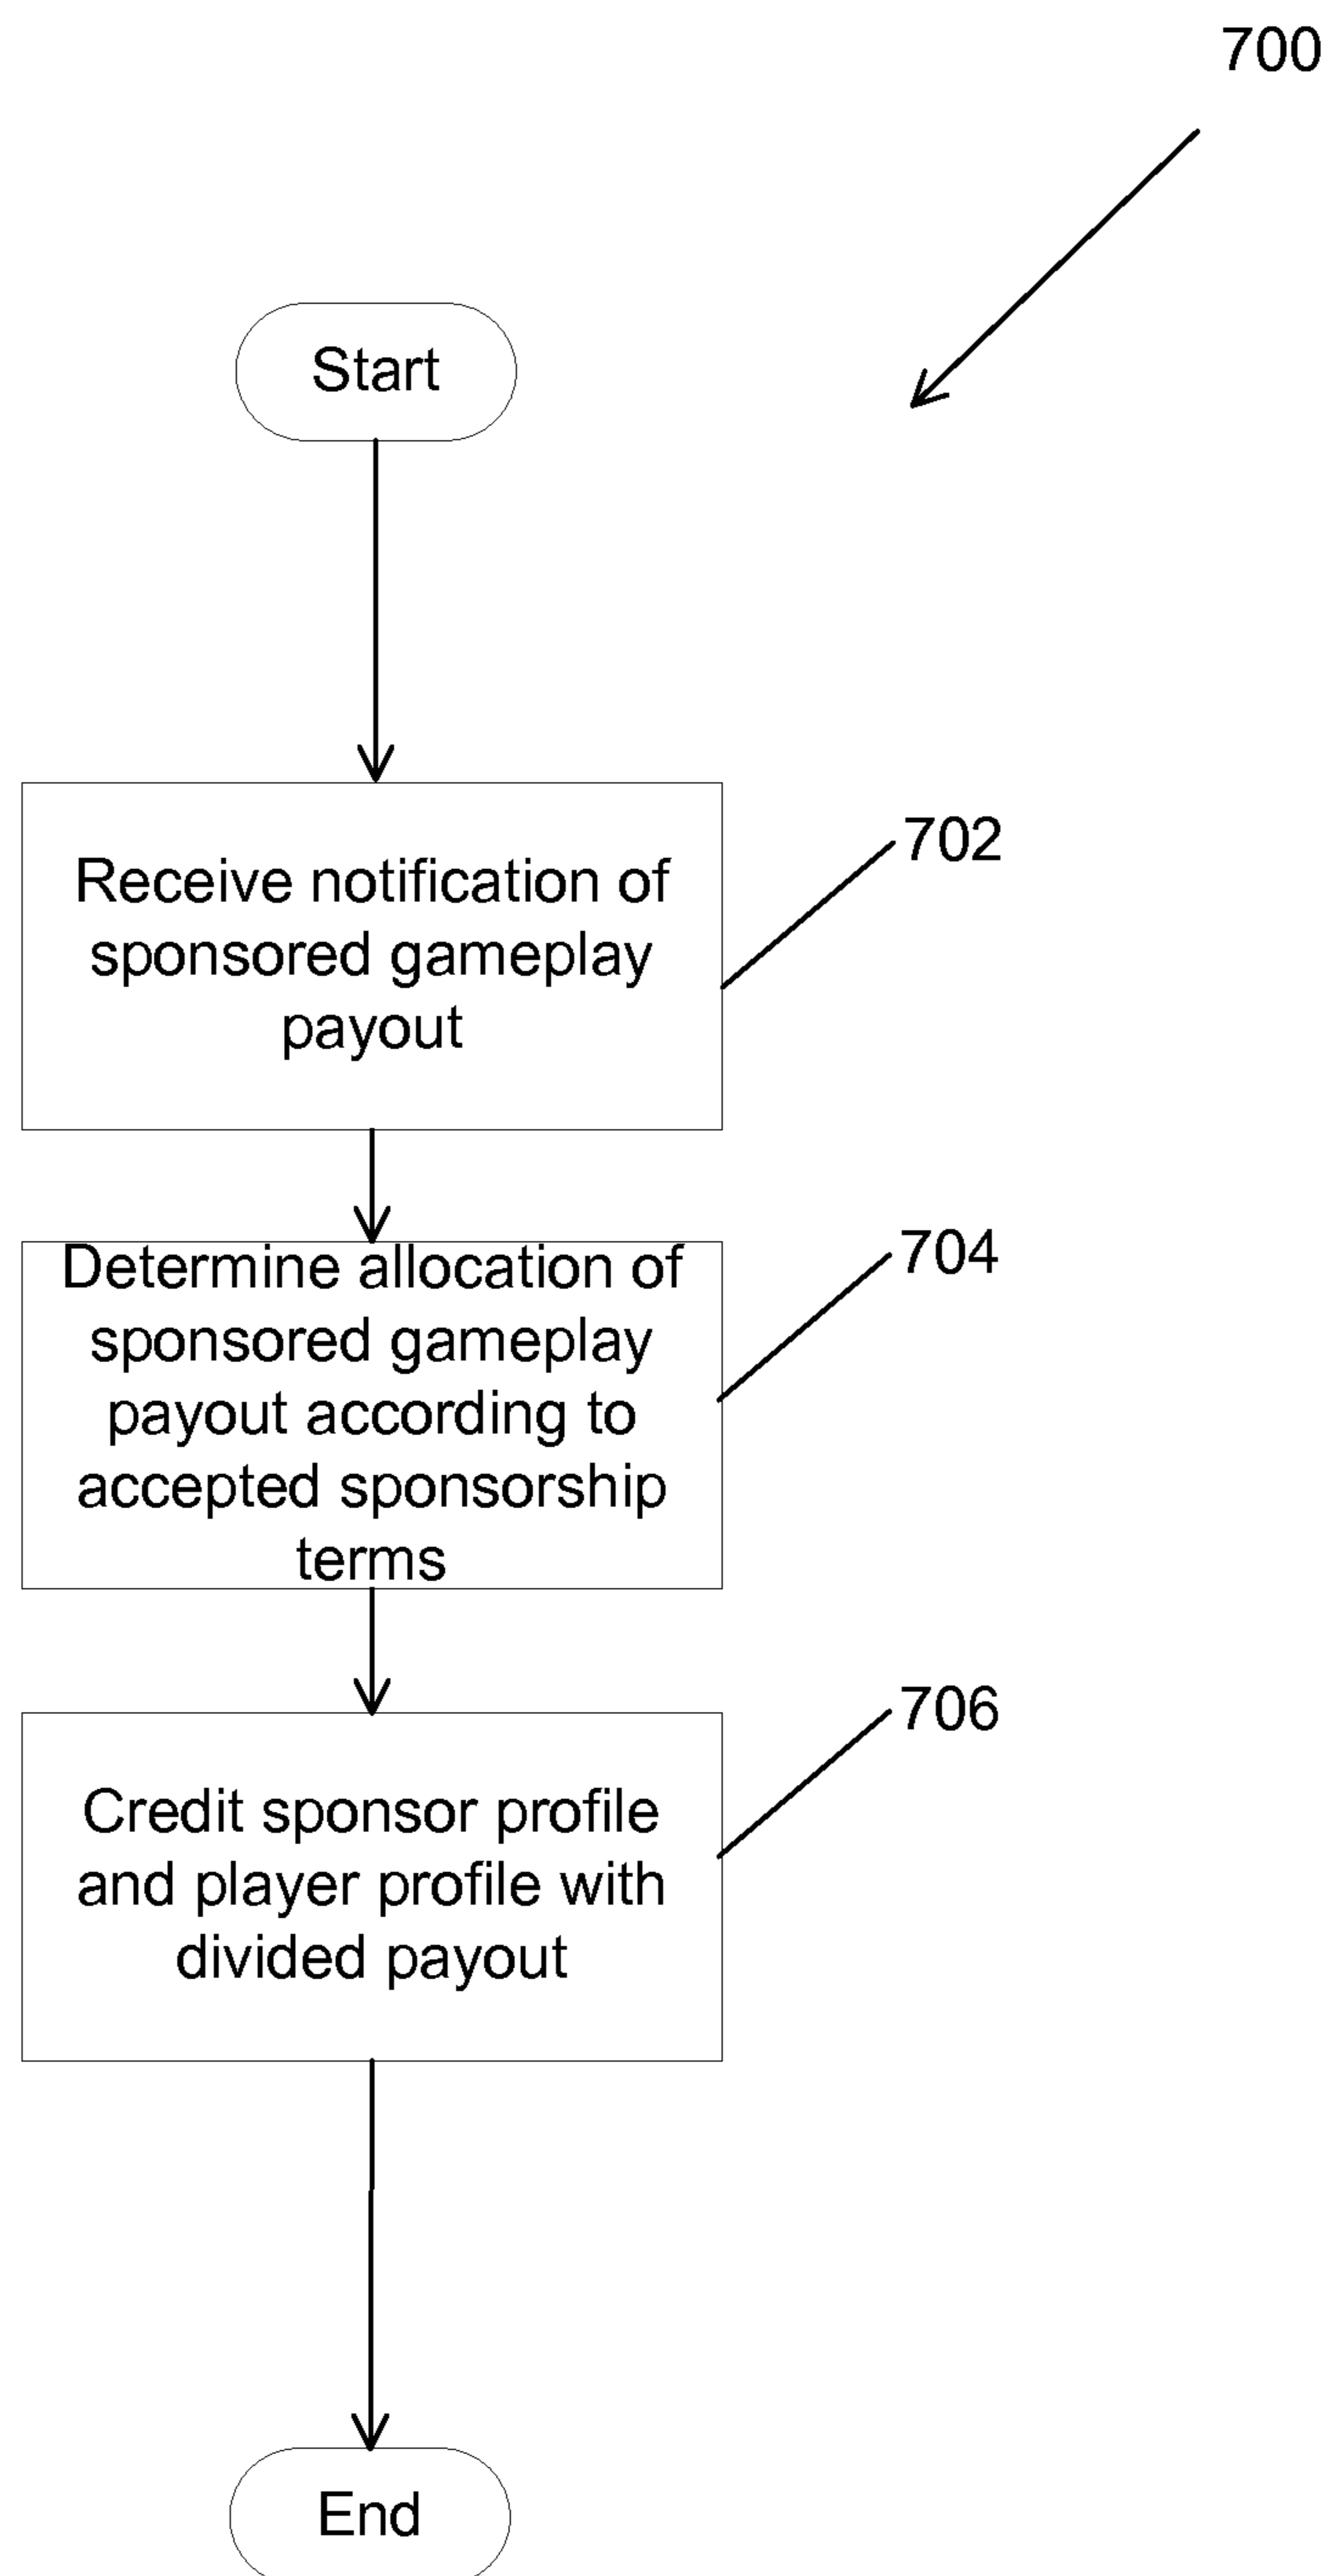 700
Start
Receive notification of
sponsored gameplay
payout
702
Determine allocation of
sponsored gameplay
payout according to
accepted sponsorship
terms
704
Credit sponsor profile
and player profile with
divided payout
706
End